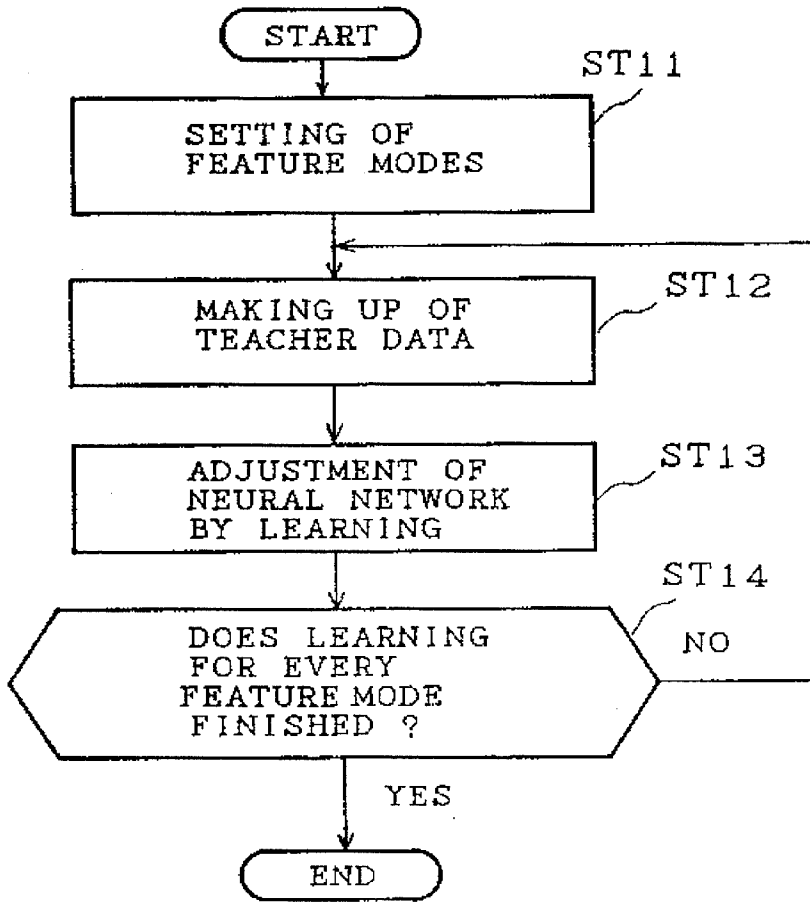 START
ST11
SETTING OF
FEATURE MODES
ST12
MAKING UP OF
TEACHER DATA
ST13
ADJUSTMENT OF
NEURAL NETWORK
BY LEARNING
ST14
DOES LEARNING
FOR EVERY
FEATURE MODE
FINISHED ?
NO
YES
END